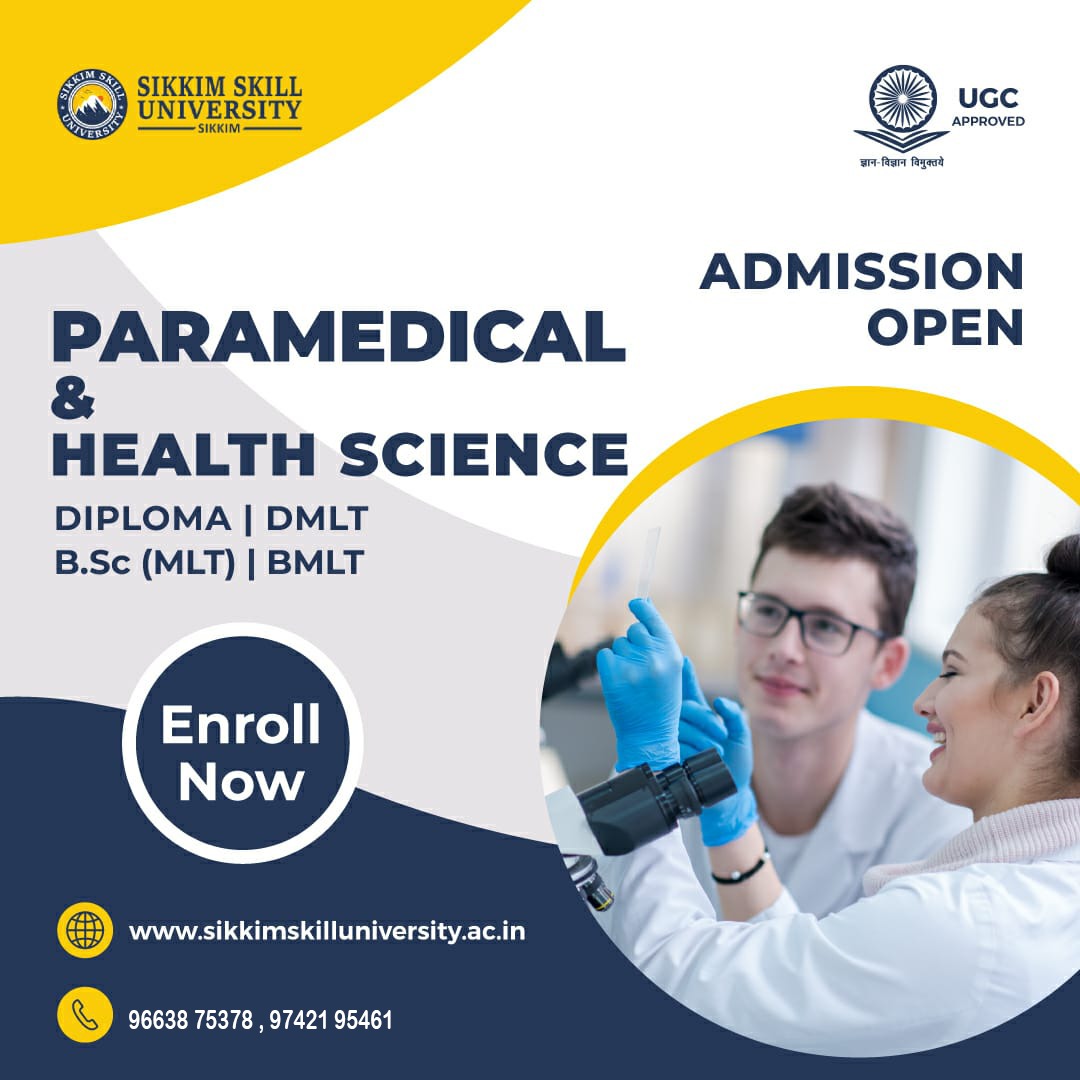 SIKKIM SKILL
UNIVERSITY
SIKKIM SKILL
UNIVERSITY
SIKKIM
UGC
APPROVED
ज्ञान-विज्ञान विमुक्तये
ADMISSION
OPEN
PARAMEDICAL
&
HEALTH SCIENCE
DIPLOMA | DMLT
B.Sc (MLT) | BMLT
Enroll
Now
www.sikkimskilluniversity.ac.in
96638 75378 , 97421 95461